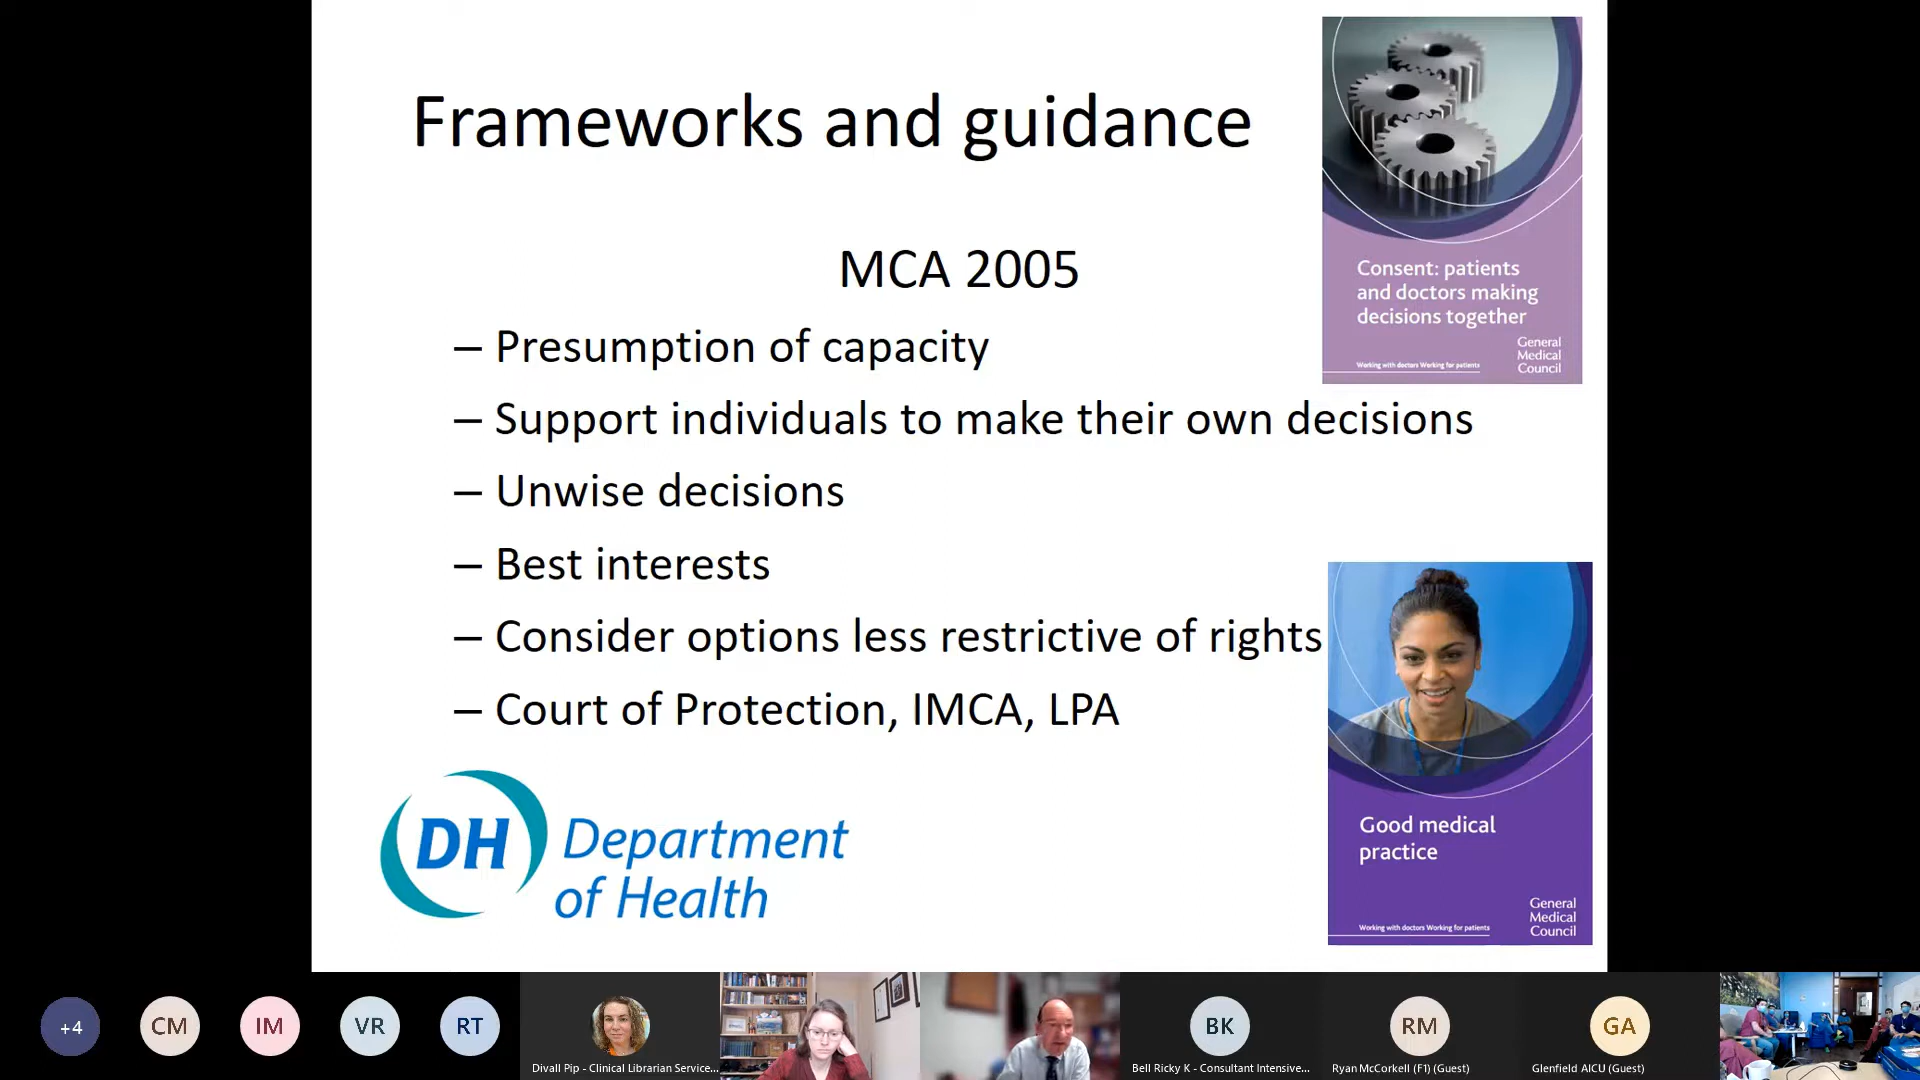 Frameworks and guidance
MCA 2005
– Presumption of capacity
– Support individuals to make their own decisions
– Unwise decisions
– Best interests
– Consider options less restrictive of rights
– Court of Protection, IMCA, LPA
Consent: patients
and doctors making
decisions together
General
Medical
Council
Working with doctors Working for patients
Good medical
practice
General
Medical
Council
Working with doctors Working for patients
DH Department
of Health
+4
CM
IM
VR
RT
Divall Pip - Clinical Librarian Service...
BK
Bell Ricky K - Consultant Intensive...
RM
Ryan McCorkell (F1) (Guest)
GA
Glenfield AICU (Guest)